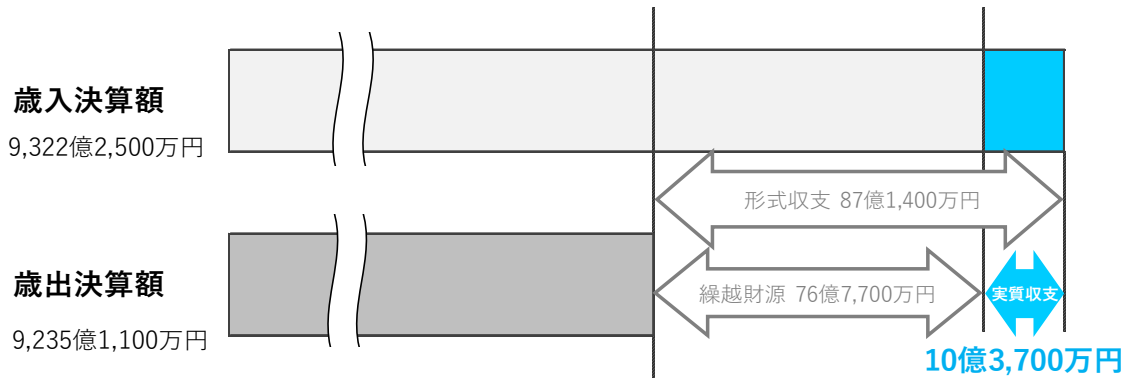 歳入決算額
9,322億2,500万円
形式収支 87億1,400万円
歳出決算額
9,235億1,100万円
繰越財源 76億7,700万円
実質収支
10億3,700万円